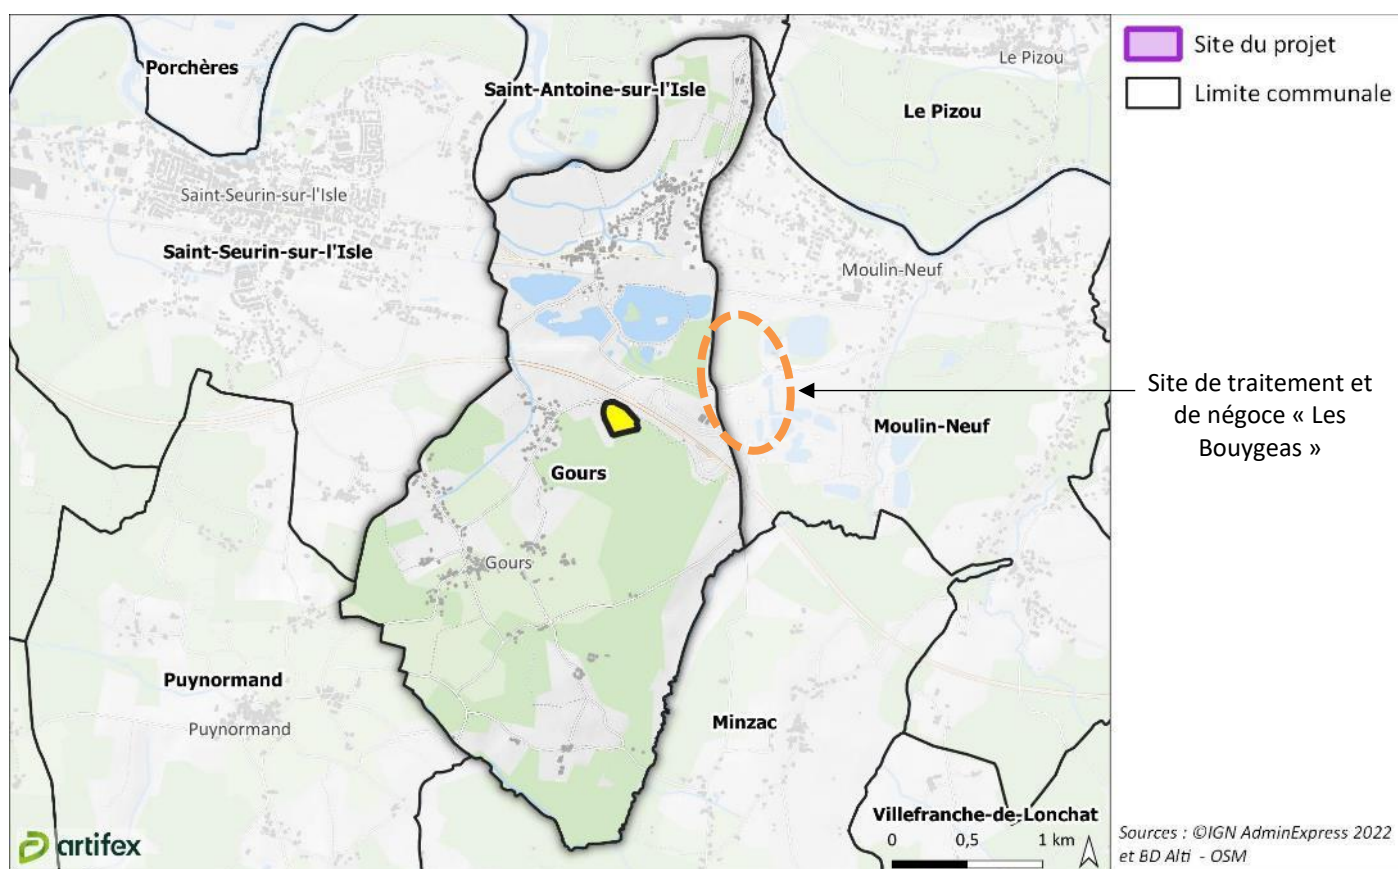 Porchères
Saint-Antoine-sur-l'Isle
Le Pizou
Le Pizou
Saint-Seurin-sur-l'Isle
Saint-Seurin-sur-l'Isle
Moulin-Neuf
Moulin-Neuf
Gours
Gours
Puynormand
Puynormand
Minzac
Villefranche-de-Lonchat
0 0,5 1 km
artifex
Site du projet
Limite communale
Site de traitement et
de négoce « Les
Bouygeas »
Sources : ©IGN AdminExpress 2022
et BD Alti - OSM